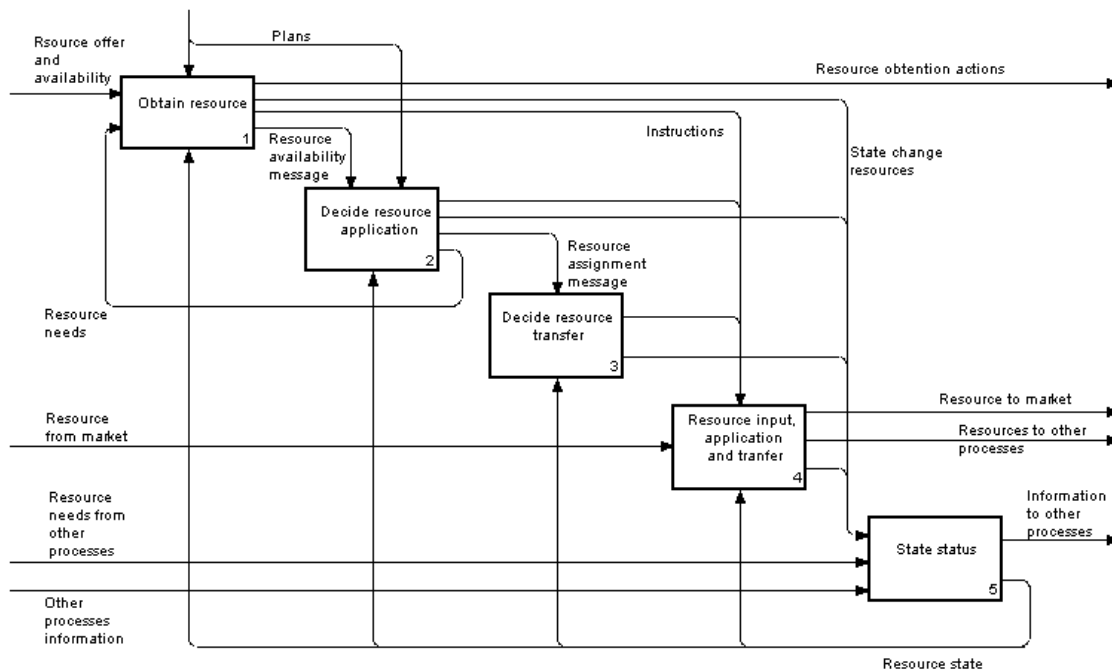 Plans
Rsource offer
and
availability
Resource obtention actions
Obtain resource
1
Instructions
Resource
availability
message
State change
resources
Decide resource
application
2
Resource
assignment
message
Resource
needs
Decide resource
transfer
3
Resource to market
Resource
from market
Resource input,
application
and tranfer
4
Resources to other
processes
Resource
needs from
other
processes
Information
to other
processes
State status
5
Other
processes
information
Resource state